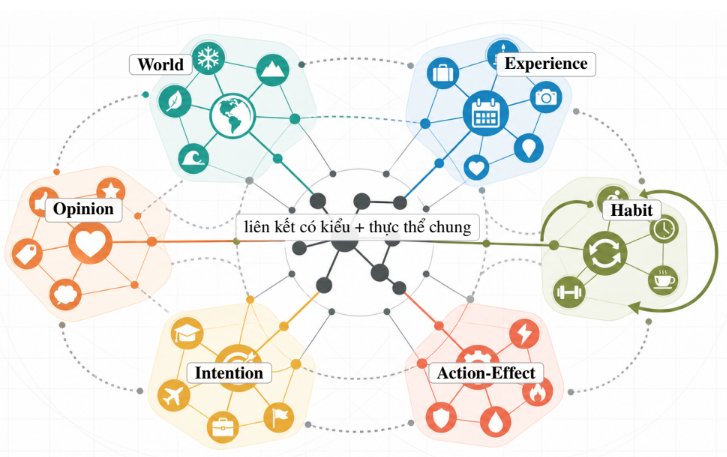 World
Experience
Opinion
Habit
liên kết có kiểu + thực thể chung
Intention
Action-Effect